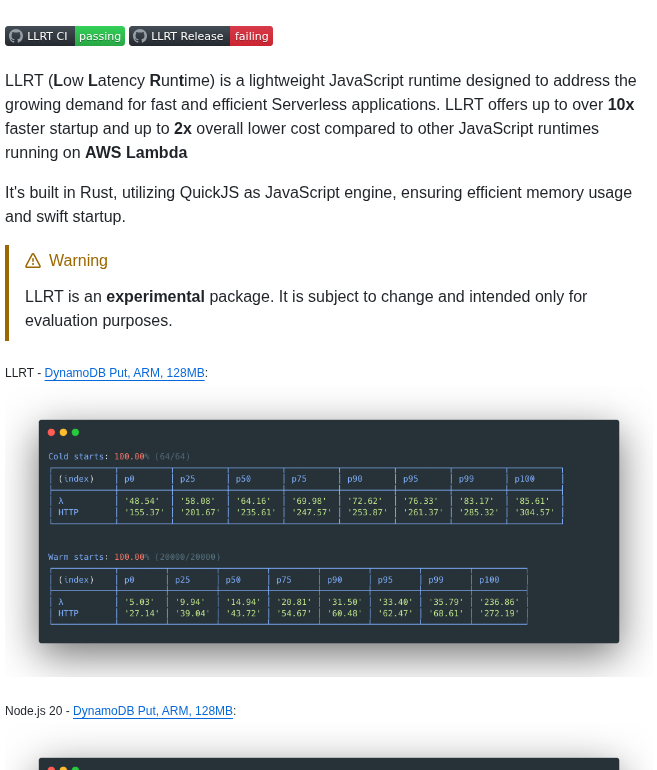 LLRT CI passing LLRT Release failing
LLRT (Low Latency Runtime) is a lightweight JavaScript runtime designed to address the
growing demand for fast and efficient Serverless applications. LLRT offers up to over 10x
faster startup and up to 2x overall lower cost compared to other JavaScript runtimes
running on AWS Lambda
It's built in Rust, utilizing QuickJS as JavaScript engine, ensuring efficient memory usage
and swift startup.
Warning
LLRT is an experimental package. It is subject to change and intended only for
evaluation purposes.
LLRT - DynamoDB Put, ARM, 128MB:
Cold starts: 100.00% (64/64)
(index) p0 p25 p50 p75 p90 p95 p99 p100
λ '48.54' '58.08' '64.16' '69.98' '72.62' '76.33' '83.17' '85.61'
HTTP '155.37' '201.67' '235.61' '247.57' '253.87' '261.37' '285.32' '304.57'
Warm starts: 100.00% (20000/20000)
(index) p0 p25 p50 p75 p90 p95 p99 p100
λ '5.03' '9.94' '14.94' '20.81' '31.50' '33.40' '35.79' '236.86'
HTTP '27.14' '39.04' '43.72' '54.67' '60.48' '62.47' '68.61' '272.19'
Node.js 20 - DynamoDB Put, ARM, 128MB: